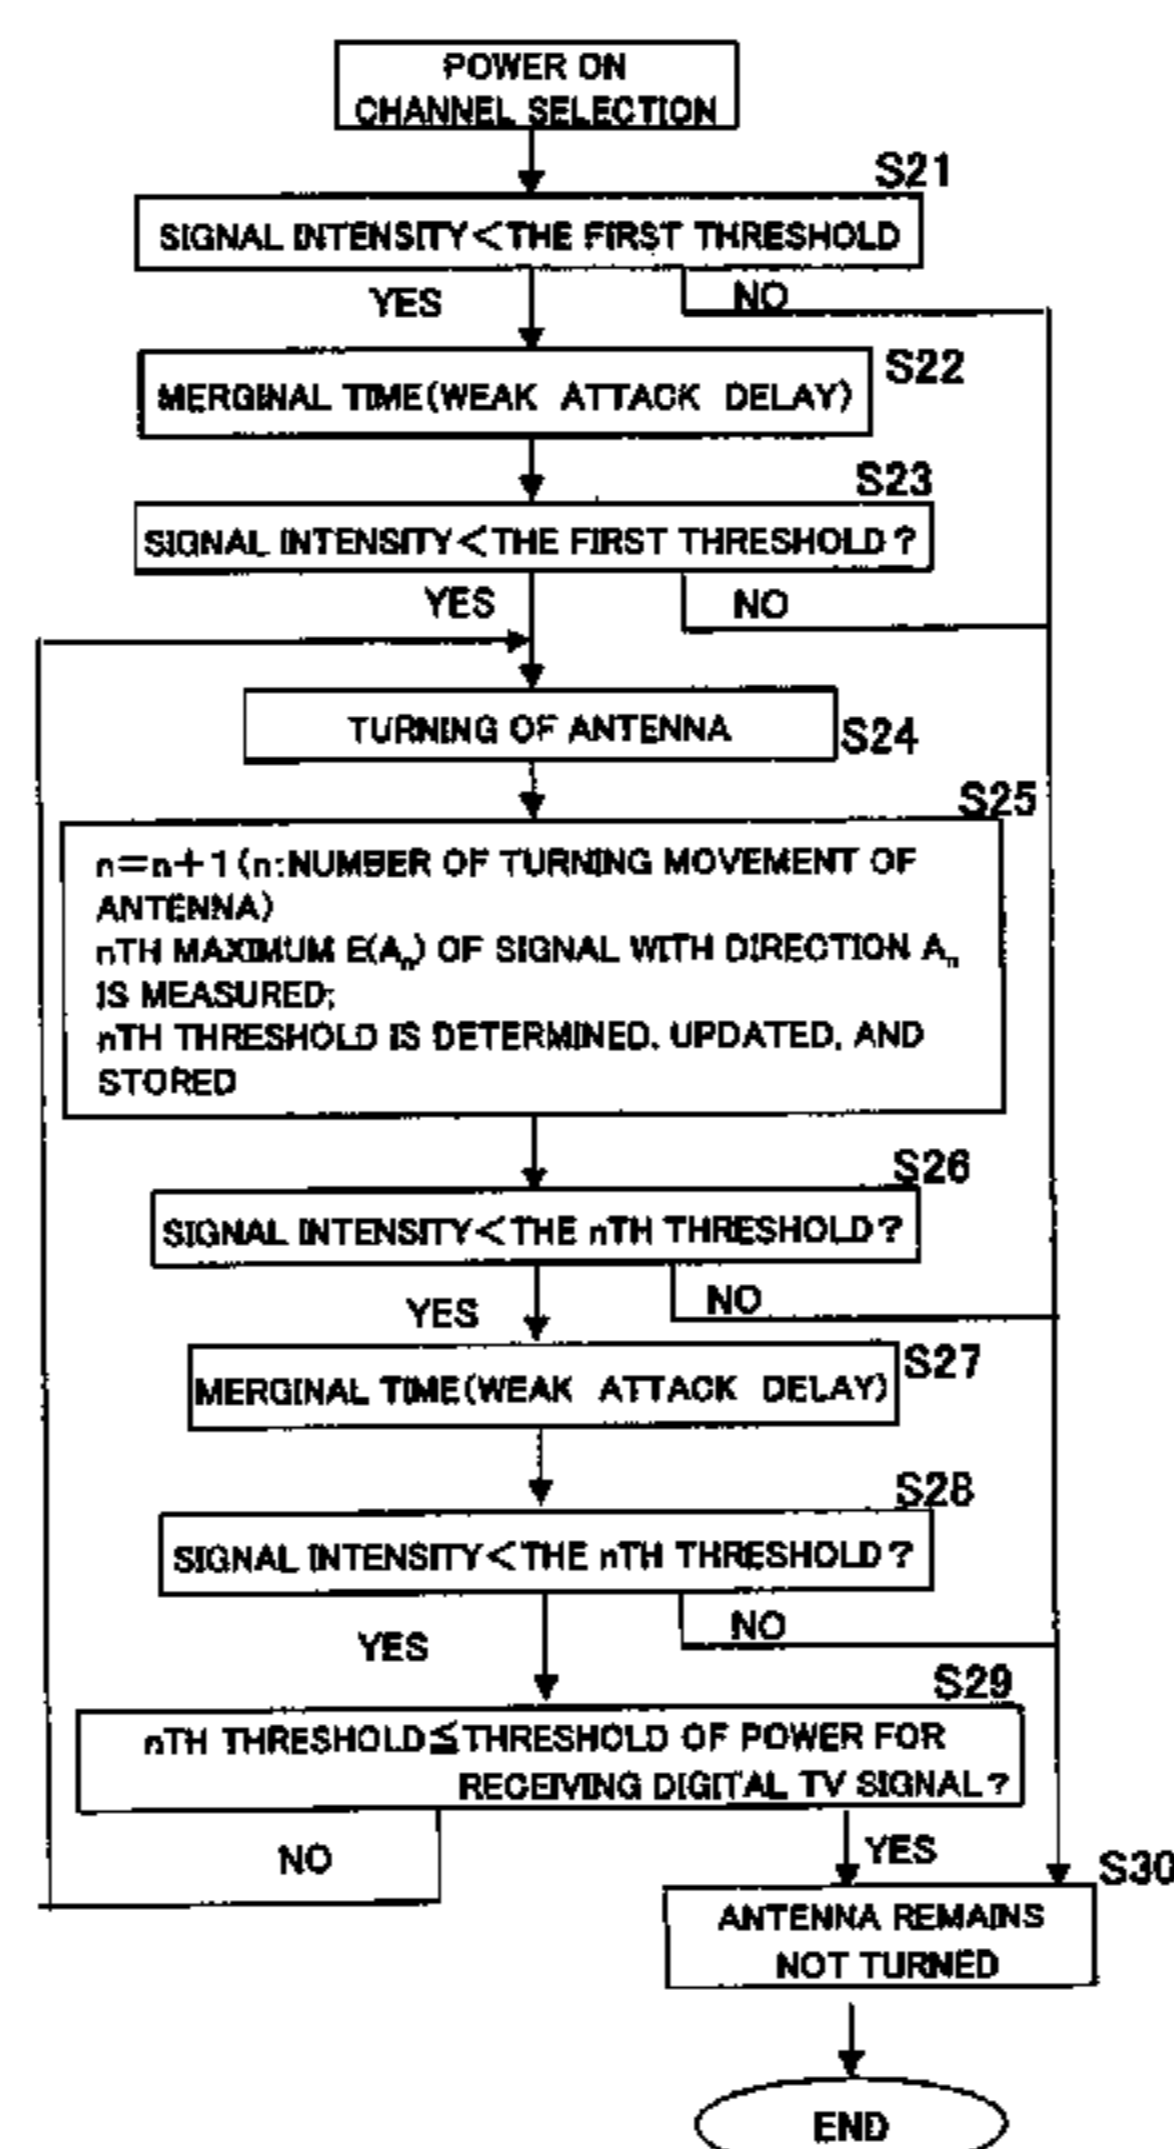 POWER ON
CHANNEL SELECTION
S21
SIGNAL INTENSITY<THE FIRST THRESHOLD
YES
NO
S22
MERGINAL TIME(WEAK ATTACK DELAY)
S23
SIGNAL INTENSITY<THE FIRST THRESHOLD?
YES
NO
TURNING OF ANTENNA
S24
S25
n=n+1(n:NUMBER OF TURNING MOVEMENT OF
ANTENNA)
nTH MAXIMUM E(Aₙ) OF SIGNAL WITH DIRECTION Aₙ
IS MEASURED;
nTH THRESHOLD IS DETERMINED, UPDATED, AND
STORED
S26
SIGNAL INTENSITY<THE nTH THRESHOLD?
YES
NO
S27
MERGINAL TIME(WEAK ATTACK DELAY)
S28
SIGNAL INTENSITY<THE nTH THRESHOLD?
YES
NO
S29
nTH THRESHOLD≦THRESHOLD OF POWER FOR
RECEIVING DIGITAL TV SIGNAL?
NO
YES
S30
ANTENNA REMAINS
NOT TURNED
END